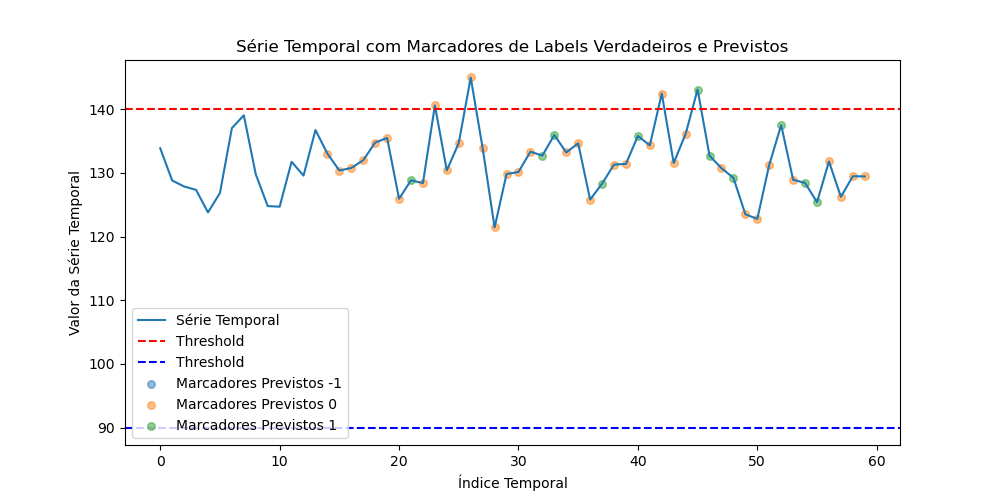 Série Temporal com Marcadores de Labels Verdadeiros e Previstos
Valor da Série Temporal
140
130
120
110
100
90
Série Temporal
Threshold
Threshold
Marcadores Previstos -1
Marcadores Previstos 0
Marcadores Previstos 1
0
10
20
30
40
50
60
Índice Temporal